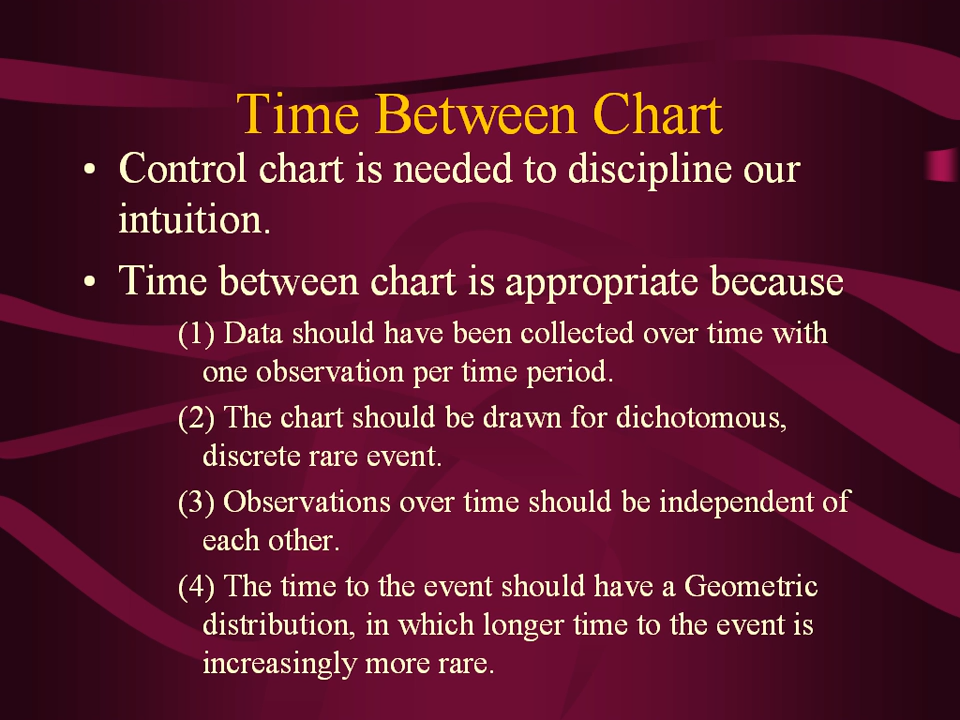 Time Between Chart
• Control chart is needed to discipline our
intuition.
• Time between chart is appropriate because
(1) Data should have been collected over time with
one observation per time period.
(2) The chart should be drawn for dichotomous,
discrete rare event.
(3) Observations over time should be independent of
each other.
(4) The time to the event should have a Geometric
distribution, in which longer time to the event is
increasingly more rare.